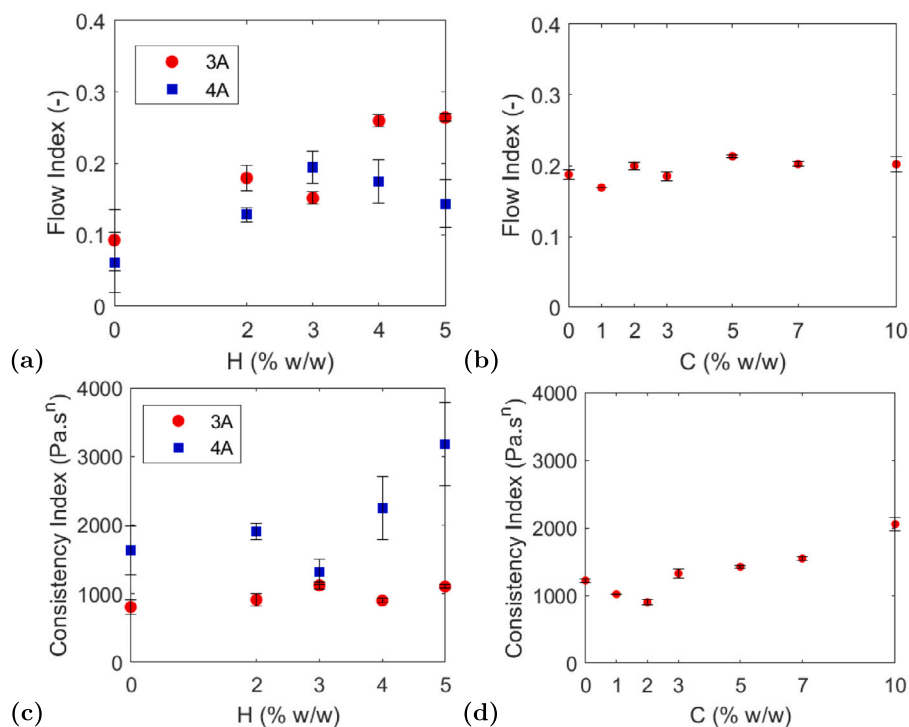 0.4
0.3
0.2
0.1
0
Flow Index (-)
3A
4A
0 2 3 4 5
H (% w/w)
(a)
0.4
0.3
0.2
0.1
0
Flow Index (-)
0 1 2 3 5 7 10
C (% w/w)
(b)
4000
3000
2000
1000
0
Consistency Index (Pa.sⁿ)
3A
4A
0 2 3 4 5
H (% w/w)
(c)
4000
3000
2000
1000
0
Consistency Index (Pa.sⁿ)
0 1 2 3 5 7 10
C (% w/w)
(d)